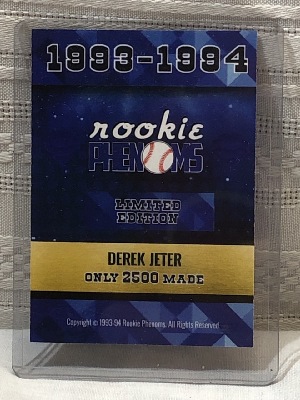 1993-1994
rookie
PHENOMS
LIMITED
EDITION
DEREK JETER
ONLY 2500 MADE
Copyright © 1993-94 Rookie Phenoms. All Rights Reserved